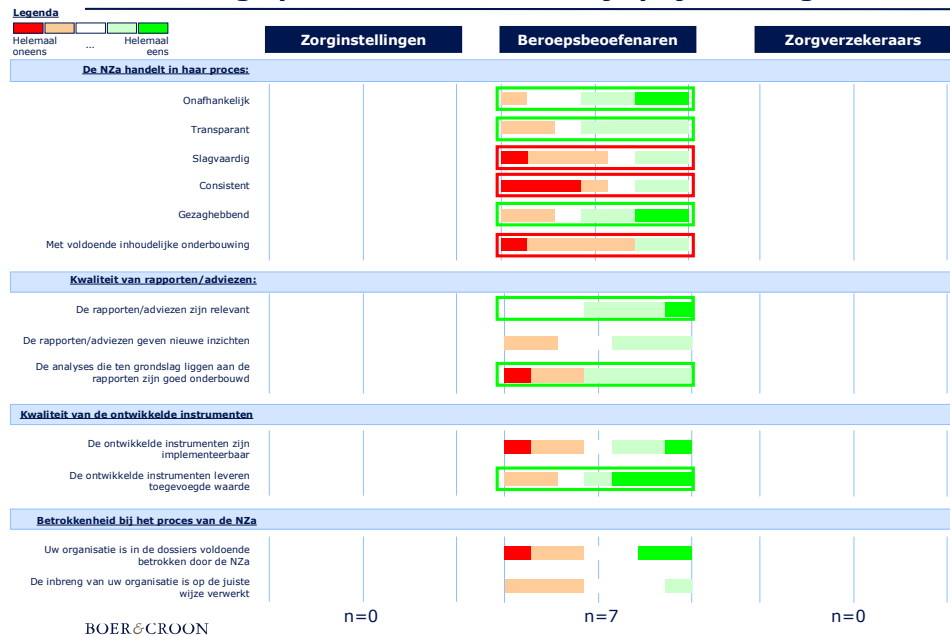 Legenda
Helemaal oneens
...
Helemaal eens
Zorginstellingen
Beroepsbeoefenaren
Zorgverzekeraars
De NZa handelt in haar proces:
Onafhankelijk
Transparant
Slagvaardig
Consistent
Gezaghebbend
Met voldoende inhoudelijke onderbouwing
Kwaliteit van rapporten/adviezen:
De rapporten/adviezen zijn relevant
De rapporten/adviezen geven nieuwe inzichten
De analyses die ten grondslag liggen aan de
rapporten zijn goed onderbouwd
Kwaliteit van de ontwikkelde instrumenten
De ontwikkelde instrumenten zijn
implementeerbaar
De ontwikkelde instrumenten leveren
toegevoegde waarde
Betrokkenheid bij het proces van de NZa
Uw organisatie is in de dossiers voldoende
betrokken door de NZa
De inbreng van uw organisatie is op de juiste
wijze verwerkt
n=0
n=7
n=0
BOER&CROON